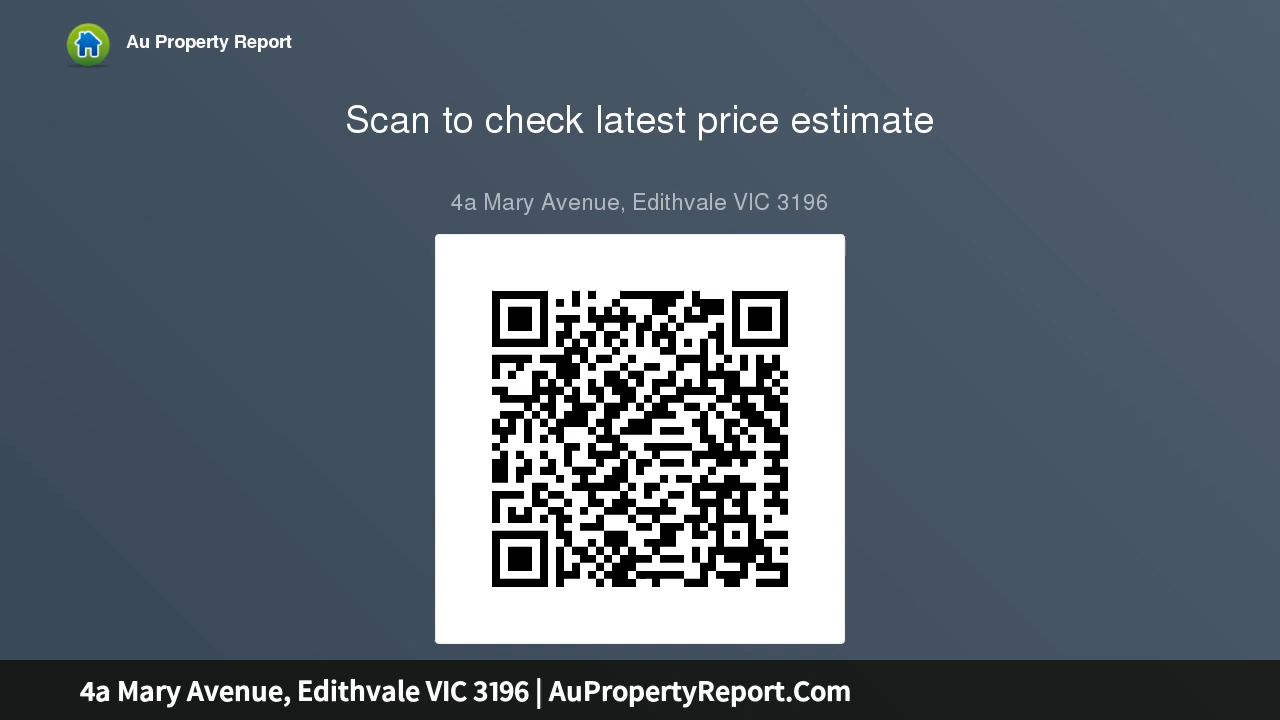 Au Property Report
Scan to check latest price estimate
4a Mary Avenue, Edithvale VIC 3196
4a Mary Avenue, Edithvale VIC 3196 | AuPropertyReport.Com